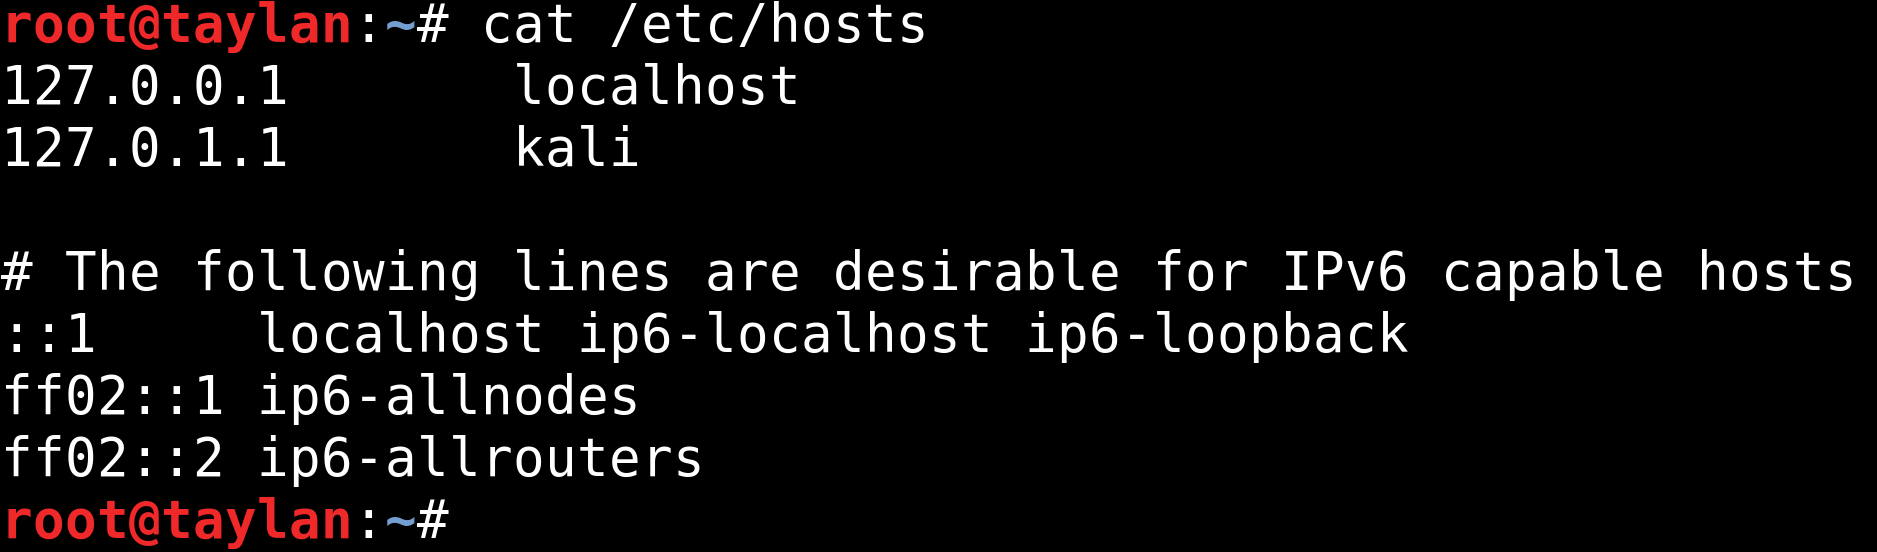 root@taylan:~# cat /etc/hosts
127.0.0.1       localhost
127.0.1.1       kali

# The following lines are desirable for IPv6 capable hosts
::1     localhost ip6-localhost ip6-loopback
ff02::1 ip6-allnodes
ff02::2 ip6-allrouters
root@taylan:~#